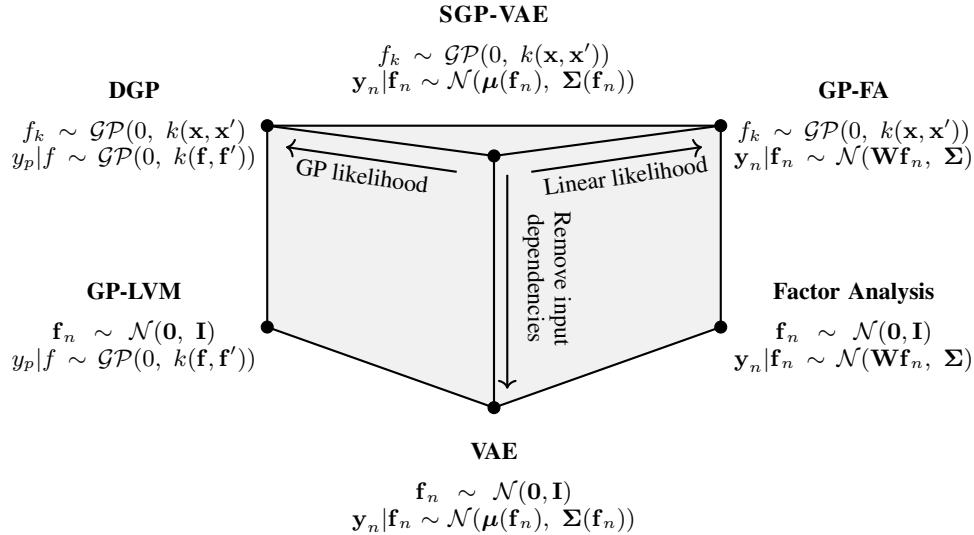 SGP-VAE
f_k ∼ 𝒢𝒫(0, k(𝐱, 𝐱′))
𝐲_n|𝐟_n ∼ 𝒩(𝝁(𝐟_n), 𝚺(𝐟_n))
DGP
f_k ∼ 𝒢𝒫(0, k(𝐱, 𝐱′)
y_p|f ∼ 𝒢𝒫(0, k(𝐟, 𝐟′))
GP-FA
f_k ∼ 𝒢𝒫(0, k(𝐱, 𝐱′))
𝐲_n|𝐟_n ∼ 𝒩(𝐖𝐟_n, 𝚺)
GP likelihood
Linear likelihood
Remove input
dependencies
GP-LVM
𝐟_n ∼ 𝒩(𝟎, 𝐈)
y_p|f ∼ 𝒢𝒫(0, k(𝐟, 𝐟′))
Factor Analysis
𝐟_n ∼ 𝒩(𝟎, 𝐈)
𝐲_n|𝐟_n ∼ 𝒩(𝐖𝐟_n, 𝚺)
VAE
𝐟_n ∼ 𝒩(𝟎, 𝐈)
𝐲_n|𝐟_n ∼ 𝒩(𝝁(𝐟_n), 𝚺(𝐟_n))